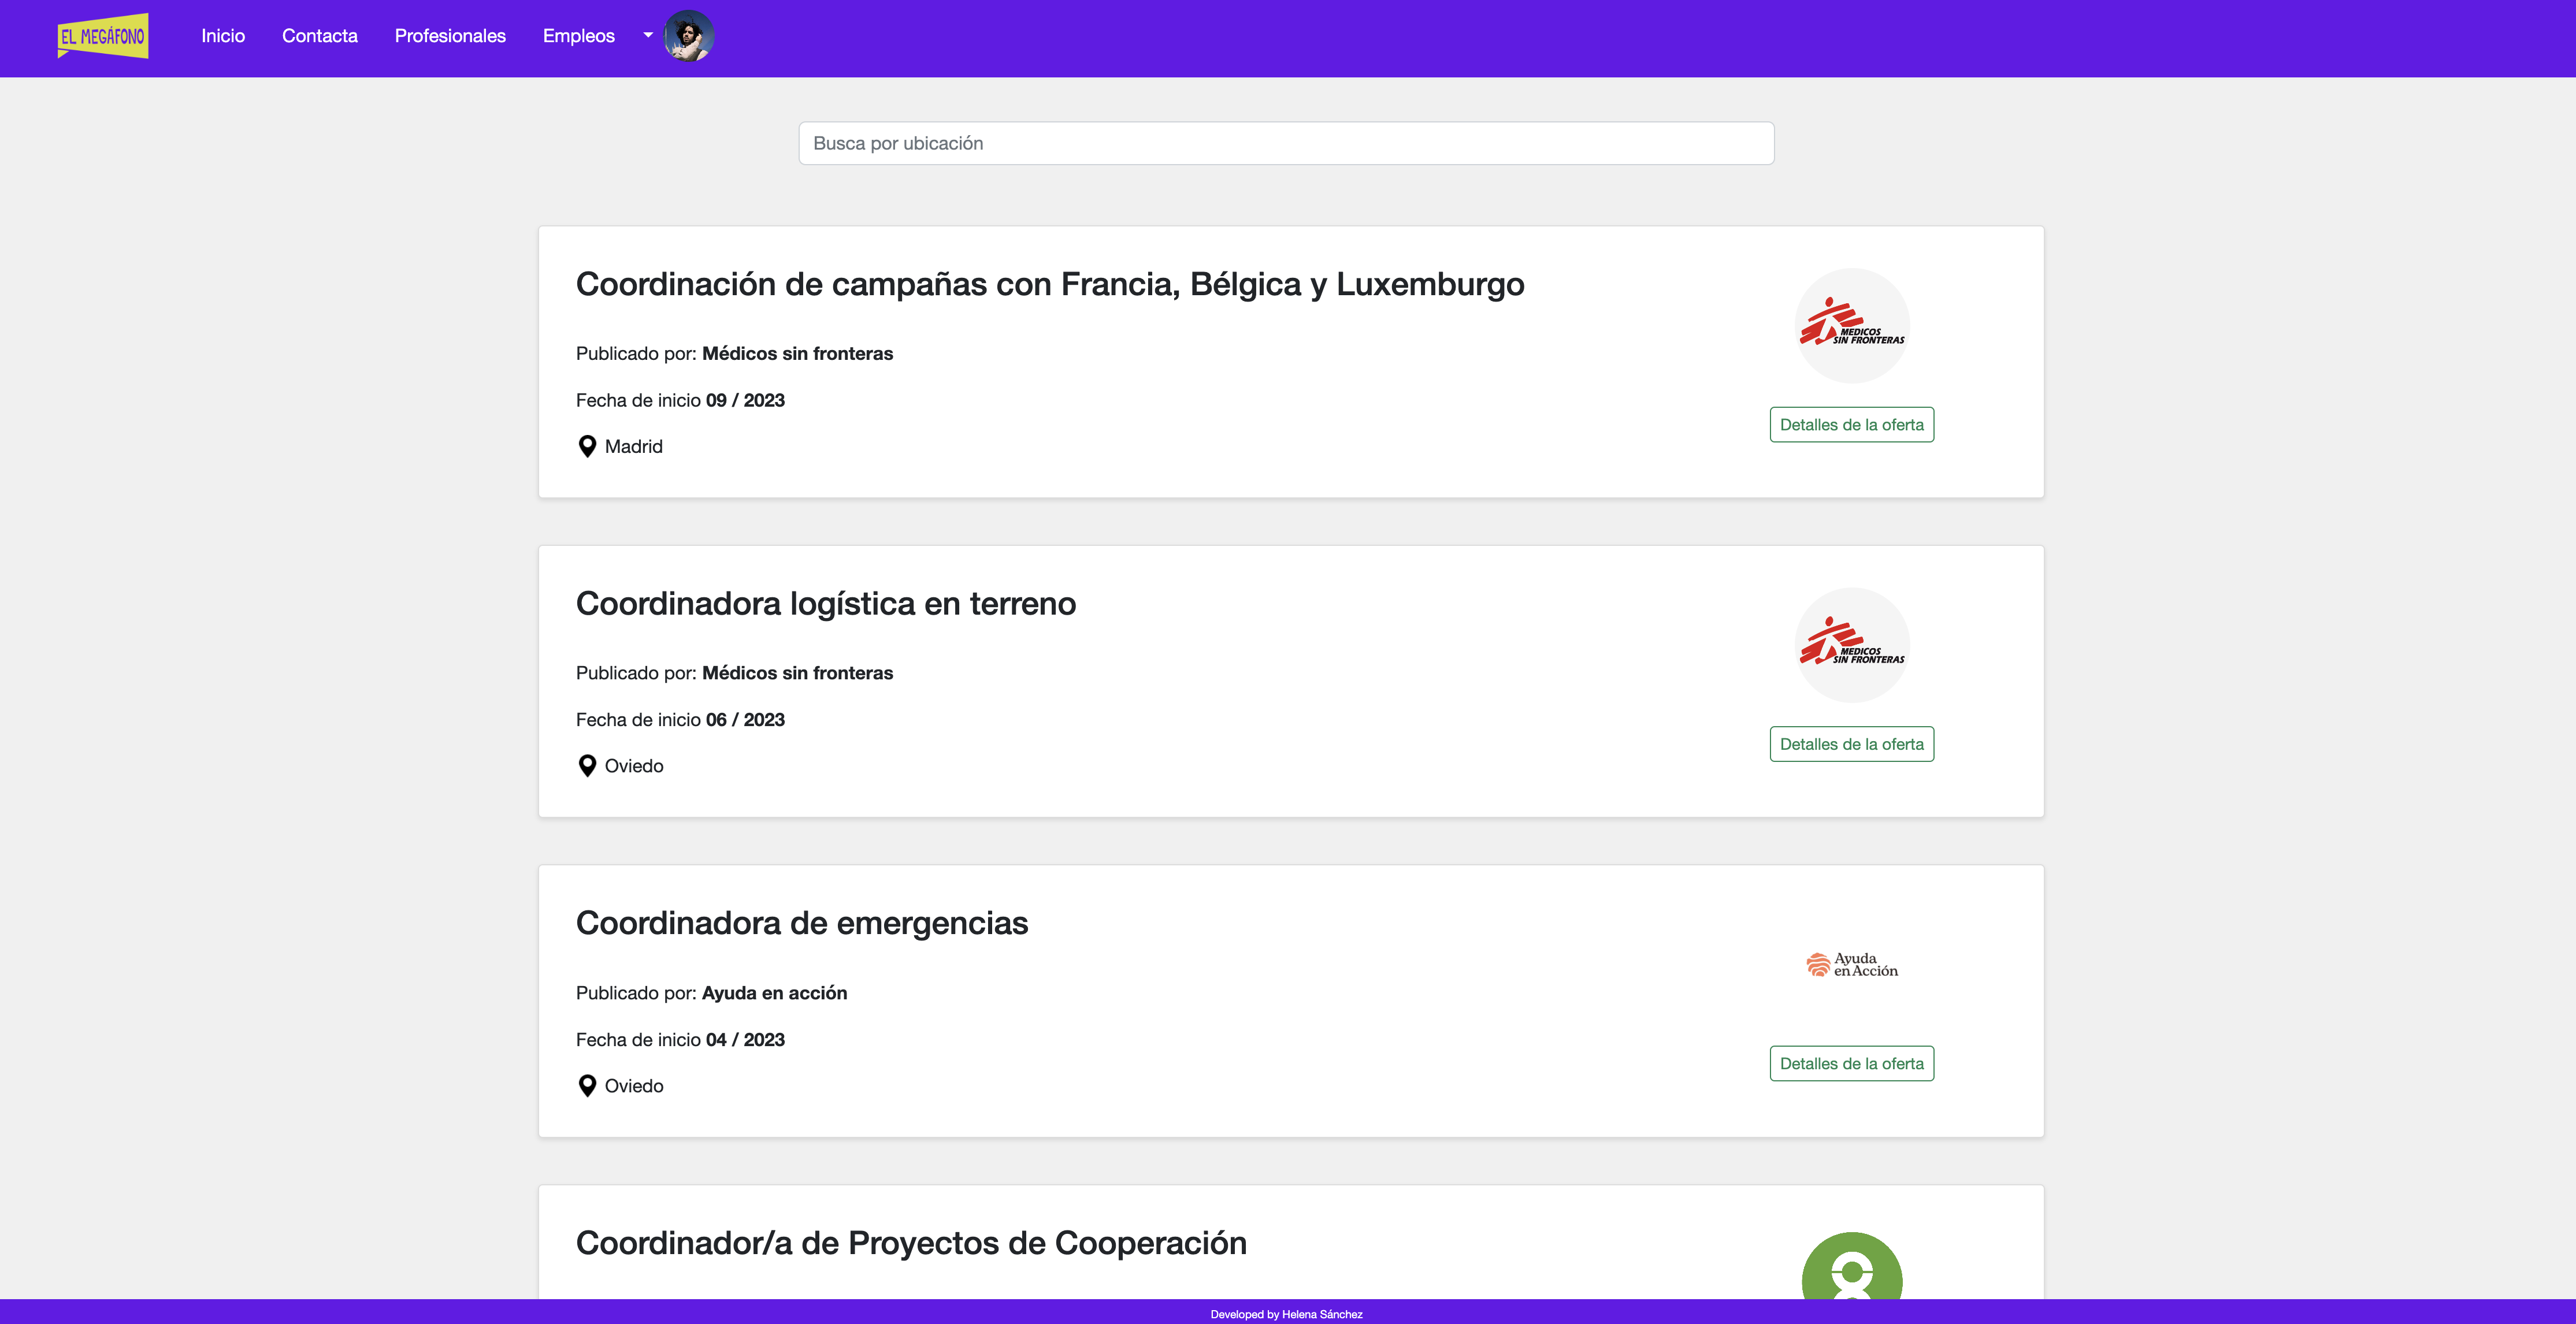 EL MEGÁFONO
Inicio
Contacta
Profesionales
Empleos
Busca por ubicación
Coordinación de campañas con Francia, Bélgica y Luxemburgo
Publicado por: Médicos sin fronteras
Fecha de inicio 09 / 2023
Madrid
MEDICOS
SIN FRONTERAS
Detalles de la oferta
Coordinadora logística en terreno
Publicado por: Médicos sin fronteras
Fecha de inicio 06 / 2023
Oviedo
MEDICOS
SIN FRONTERAS
Detalles de la oferta
Coordinadora de emergencias
Publicado por: Ayuda en acción
Fecha de inicio 04 / 2023
Oviedo
Ayuda
en Acción
Detalles de la oferta
Coordinador/a de Proyectos de Cooperación
Developed by Helena Sánchez